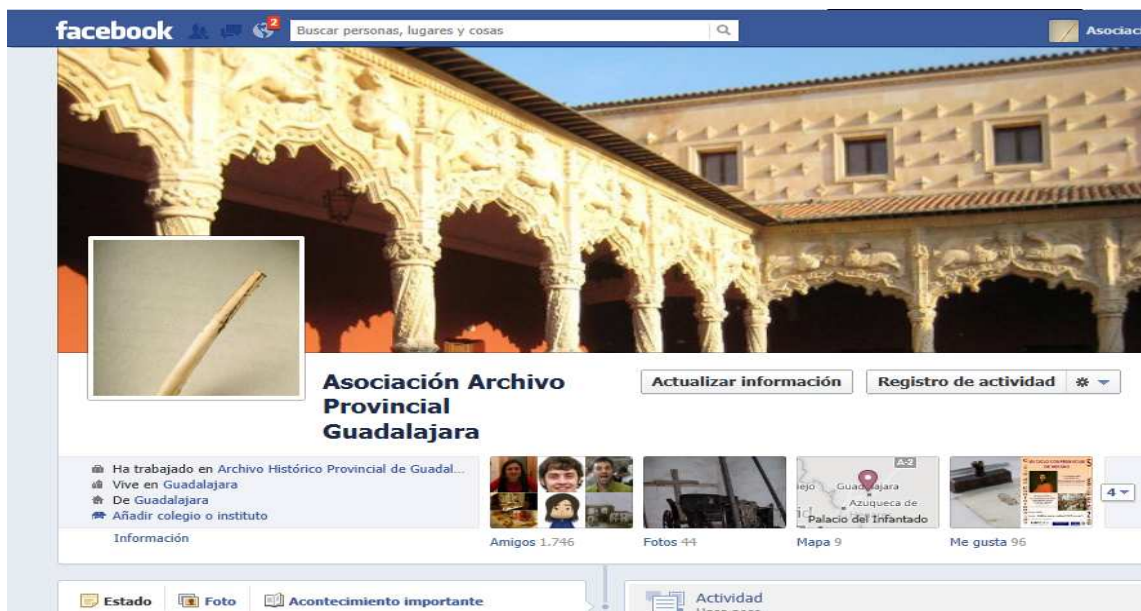 facebook
2
Buscar personas, lugares y cosas
Asociaci
Asociación Archivo
Provincial
Guadalajara
Actualizar información
Registro de actividad
Ha trabajado en Archivo Histórico Provincial de Guadal...
Vive en Guadalajara
De Guadalajara
Añadir colegio o instituto
Información
A-2
Guadalajara
Azuqueca de
Palacio del Infantado
4
Amigos 1.746
Fotos 44
Mapa 9
Me gusta 96
Estado
Foto
Acontecimiento importante
Actividad